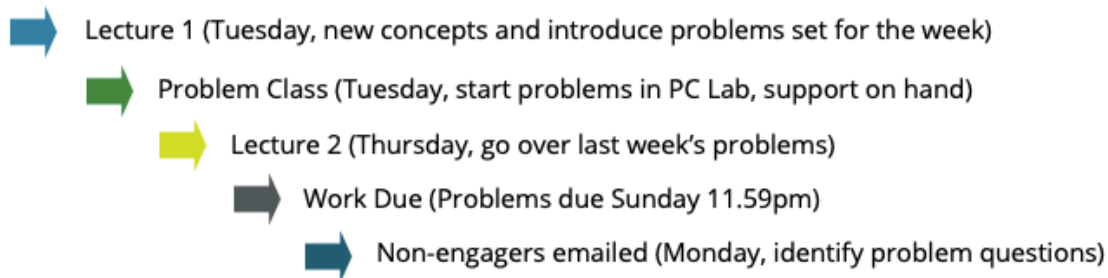 Lecture 1 (Tuesday, new concepts and introduce problems set for the week)
Problem Class (Tuesday, start problems in PC Lab, support on hand)
Lecture 2 (Thursday, go over last week’s problems)
Work Due (Problems due Sunday 11.59pm)
Non-engagers emailed (Monday, identify problem questions)